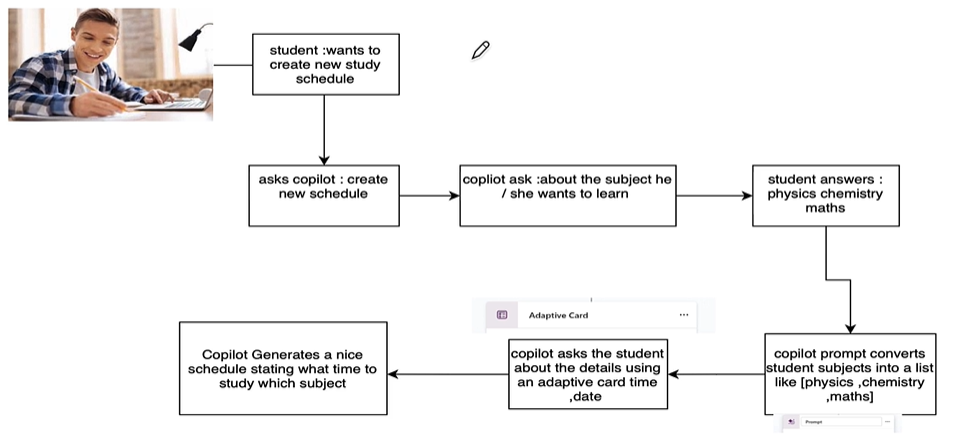 student :wants to
create new study
schedule
asks copilot : create
new schedule
copliot ask :about the subject he
/ she wants to learn
student answers :
physics chemistry
maths
copilot prompt converts
student subjects into a list
like [physics ,chemistry
,maths]
Prompt
...
Adaptive Card
...
copilot asks the student
about the details using
an adaptive card time
,date
Copilot Generates a nice
schedule stating what time to
study which subject